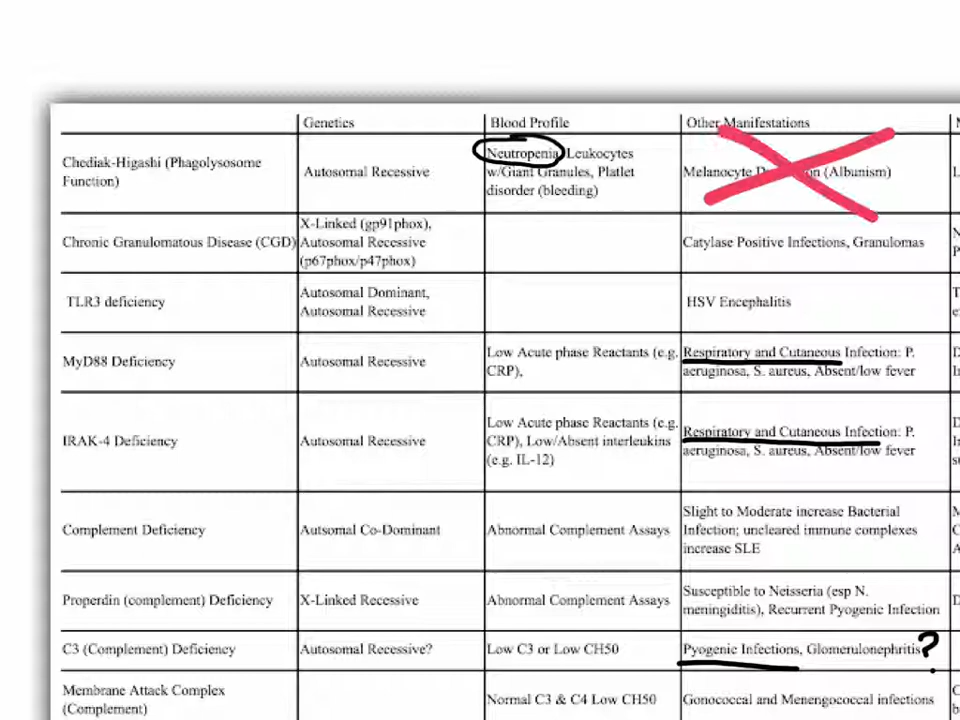 Genetics Blood Profile Other Manifestations
Chediak-Higashi (Phagolysosome
Function)
Autosomal Recessive
Neutropenia, Leukocytes
w/Giant Granules, Platlet
disorder (bleeding)
Melanocyte (Albunism)
Chronic Granulomatous Disease (CGD)
X-Linked (gp91phox),
Autosomal Recessive
(p67phox/p47phox)
Catylase Positive Infections, Granulomas
TLR3 deficiency
Autosomal Dominant,
Autosomal Recessive
HSV Encephalitis
MyD88 Deficiency
Autosomal Recessive
Low Acute phase Reactants (e.g.
CRP),
Respiratory and Cutaneous Infection: P.
aeruginosa, S. aureus, Absent/low fever
IRAK-4 Deficiency
Autosomal Recessive
Low Acute phase Reactants (e.g.
CRP), Low/Absent interleukins
(e.g. IL-12)
Respiratory and Cutaneous Infection: P.
aeruginosa, S. aureus, Absent/low fever
Complement Deficiency
Autsomal Co-Dominant
Abnormal Complement Assays
Slight to Moderate increase Bacterial
Infection; uncleared immune complexes
increase SLE
Properdin (complement) Deficiency
X-Linked Recessive
Abnormal Complement Assays
Susceptible to Neisseria (esp N.
meningiditis), Recurrent Pyogenic Infection
C3 (Complement) Deficiency
Autosomal Recessive?
Low C3 or Low CH50
Pyogenic Infections, Glomerulonephritis ?
Membrane Attack Complex
(Complement)
Normal C3 & C4 Low CH50
Gonococcal and Menengococcal infections